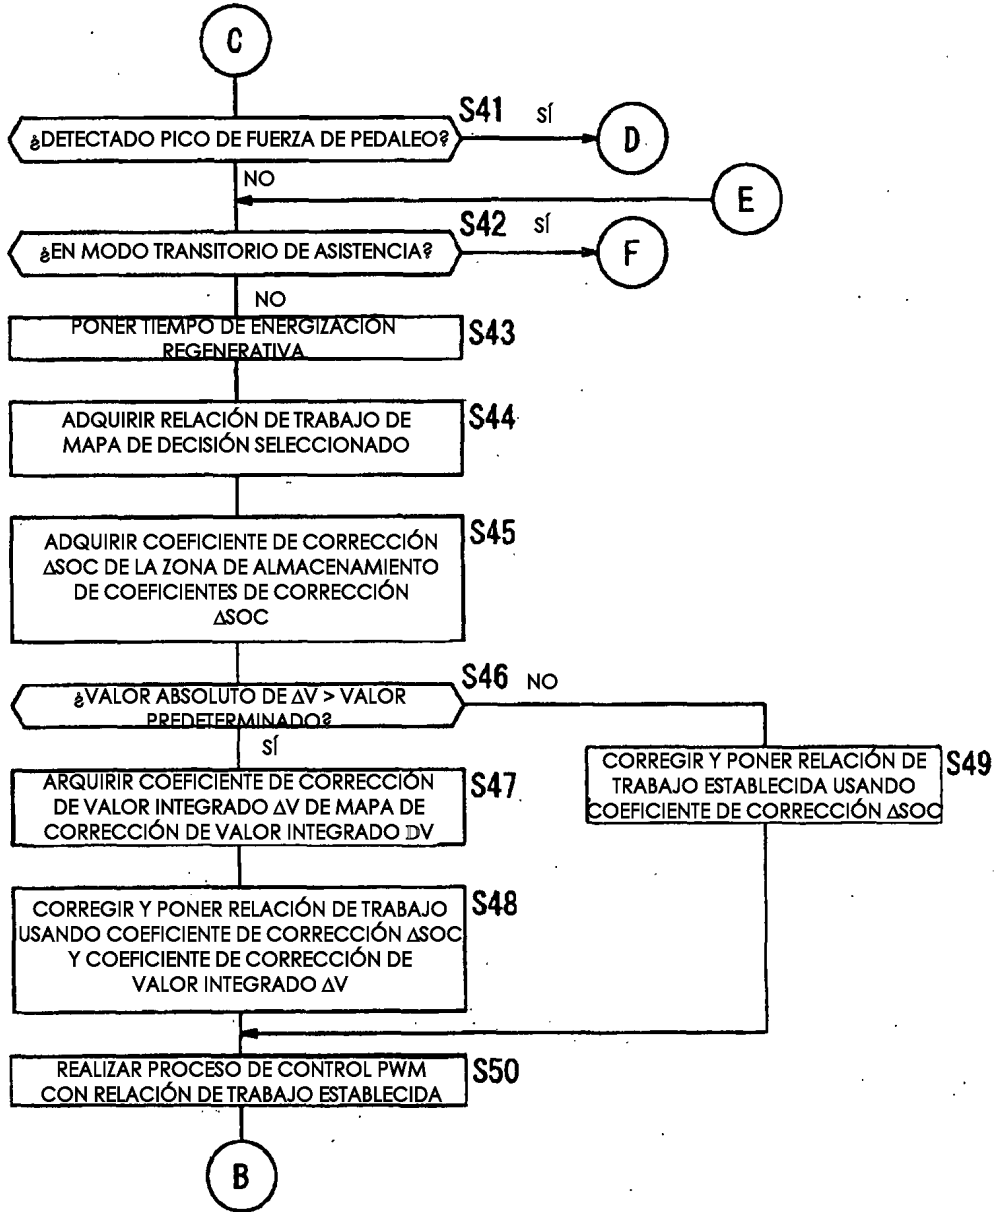 C
S41 SÍ
¿DETECTADO PICO DE FUERZA DE PEDALEO?
D
NO
E
S42 SÍ
¿EN MODO TRANSITORIO DE ASISTENCIA?
F
NO
PONER TIEMPO DE ENERGIZACIÓN
REGENERATIVA
S43
ADQUIRIR RELACIÓN DE TRABAJO DE
MAPA DE DECISIÓN SELECCIONADO
S44
ADQUIRIR COEFICIENTE DE CORRECCIÓN
ΔSOC DE LA ZONA DE ALMACENAMIENTO
DE COEFICIENTES DE CORRECCIÓN
ΔSOC
S45
S46 NO
¿VALOR ABSOLUTO DE ΔV > VALOR
PREDETERMINADO?
SÍ
ARQUIRIR COEFICIENTE DE CORRECCIÓN
DE VALOR INTEGRADO ΔV DE MAPA DE
CORRECCIÓN DE VALOR INTEGRADO DV
S47
CORREGIR Y PONER RELACIÓN DE
TRABAJO ESTABLECIDA USANDO
COEFICIENTE DE CORRECCIÓN ΔSOC
S49
CORREGIR Y PONER RELACIÓN DE TRABAJO
USANDO COEFICIENTE DE CORRECCIÓN ΔSOC
Y COEFICIENTE DE CORRECCIÓN DE
VALOR INTEGRADO ΔV
S48
REALIZAR PROCESO DE CONTROL PWM
CON RELACIÓN DE TRABAJO ESTABLECIDA
S50
B